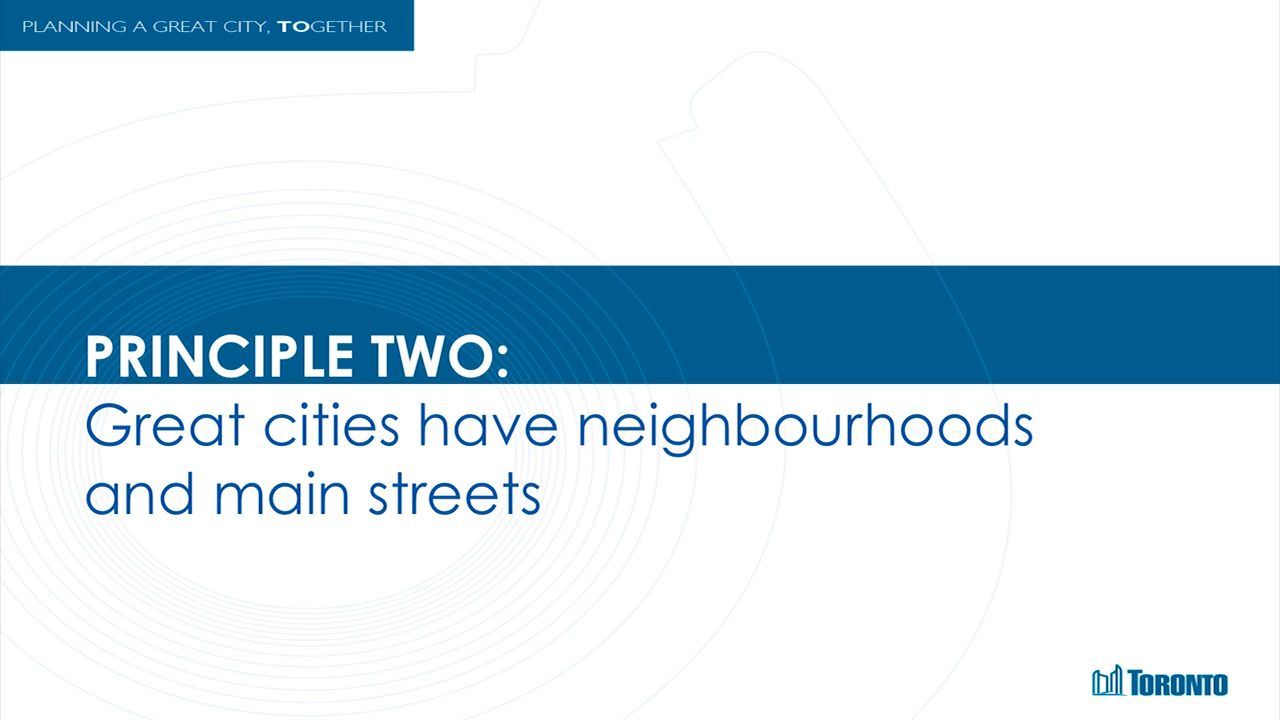 PLANNING A GREAT CITY, TOGETHER
PRINCIPLE TWO:
Great cities have neighbourhoods
and main streets
TORONTO